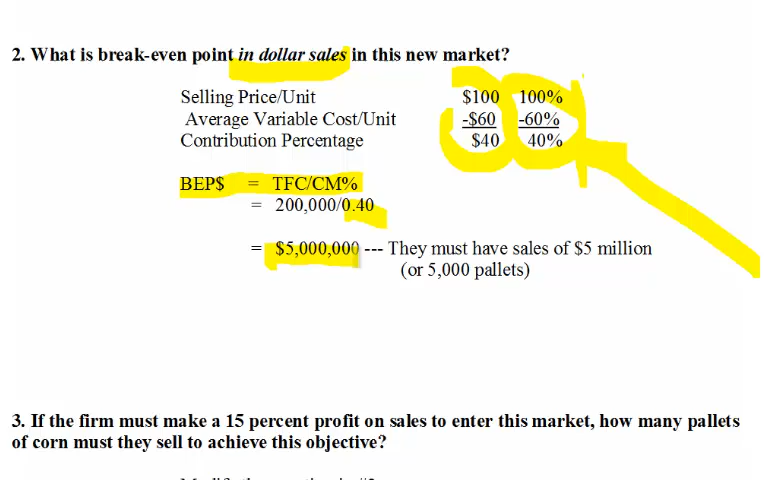 2. What is break-even point in dollar sales in this new market?
Selling Price/Unit $100 100%
Average Variable Cost/Unit -$60 -60%
Contribution Percentage $40 40%
BEP$ = TFC/CM%
= 200,000/0.40
= $5,000,000 --- They must have sales of $5 million
(or 5,000 pallets)
3. If the firm must make a 15 percent profit on sales to enter this market, how many pallets
of corn must they sell to achieve this objective?